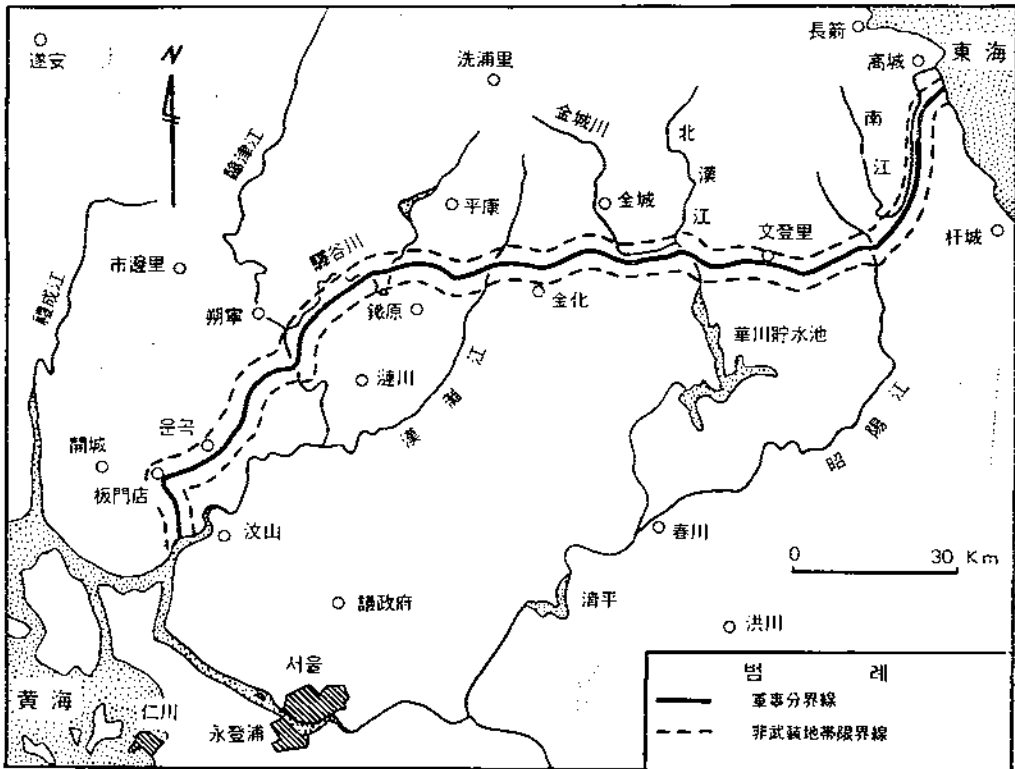 長箭
東海
遂安
N
洗浦里
高城
金城川
北漢江
南江
臨津江
平康
金城
杆城
文登里
市邊里
驛谷川
禮成江
朔寧
鐵原
金化
華川貯水池
漣川
漢灘江
昭陽江
운곡
開城
板門店
汶山
春川
0 30 Km
淸平
議政府
洪川
서울
범 례
黄海
軍事分界線
仁川
永登浦
非武装地帯限界線